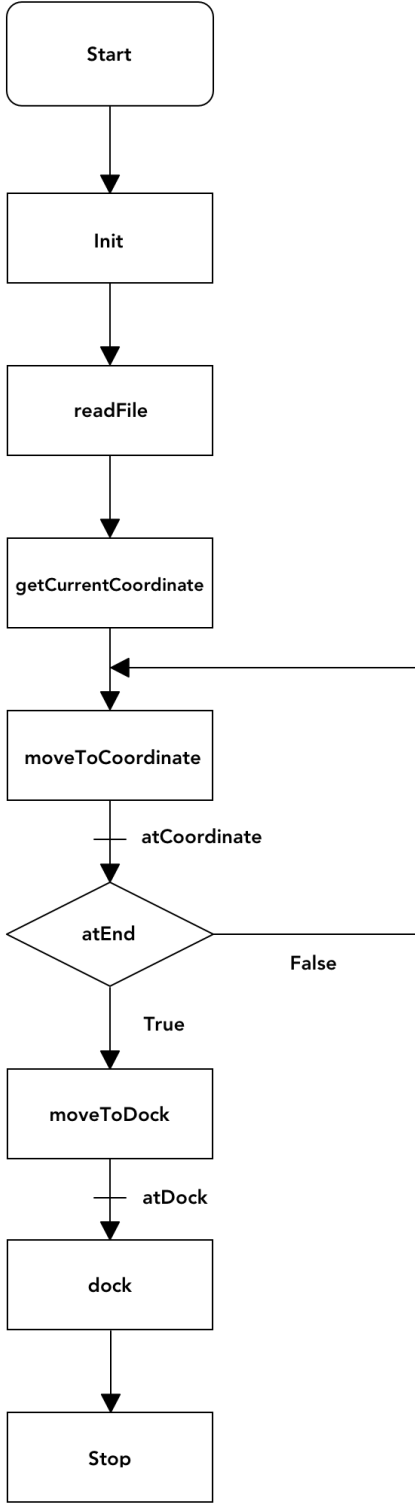 Start
Init
readFile
getCurrentCoordinate
moveToCoordinate
atCoordinate
atEnd
False
True
moveToDock
atDock
dock
Stop